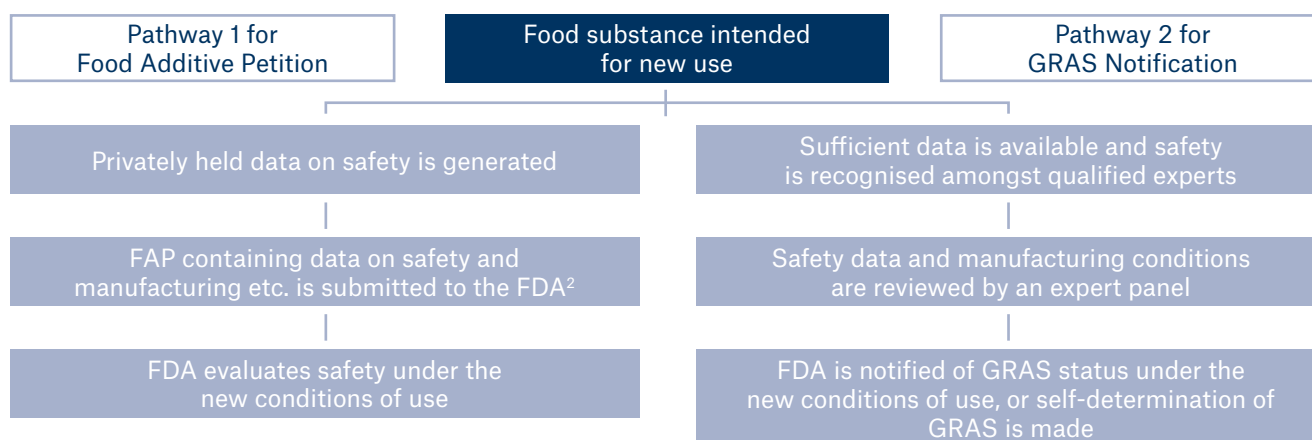 Pathway 1 for
Food Additive Petition
Food substance intended
for new use
Pathway 2 for
GRAS Notification
Privately held data on safety is generated
Sufficient data is available and safety
is recognised amongst qualified experts
FAP containing data on safety and
manufacturing etc. is submitted to the FDA²
Safety data and manufacturing conditions
are reviewed by an expert panel
FDA evaluates safety under the
new conditions of use
FDA is notified of GRAS status under the
new conditions of use, or self-determination of
GRAS is made